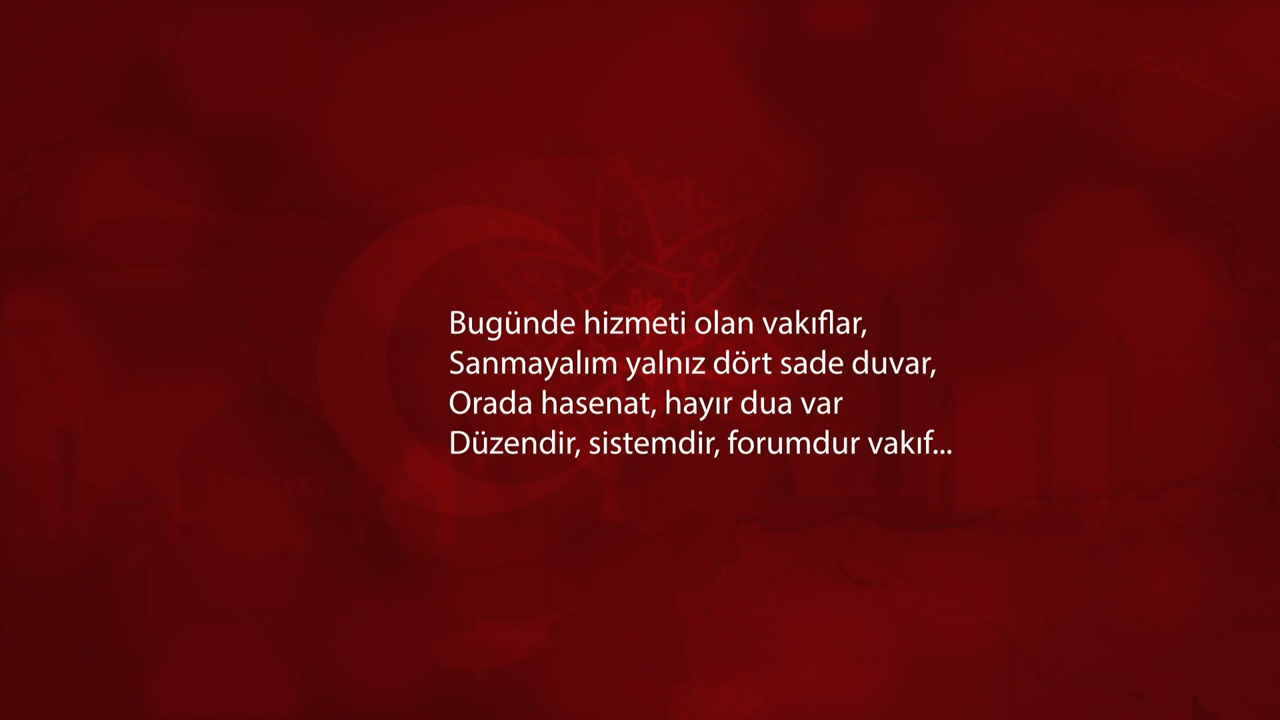 Bugünde hizmeti olan vakıflar,
Sanmayalım yalnız dört sade duvar,
Orada hasenat, hayır dua var
Düzendir, sistemdir, forumdur vakıf...